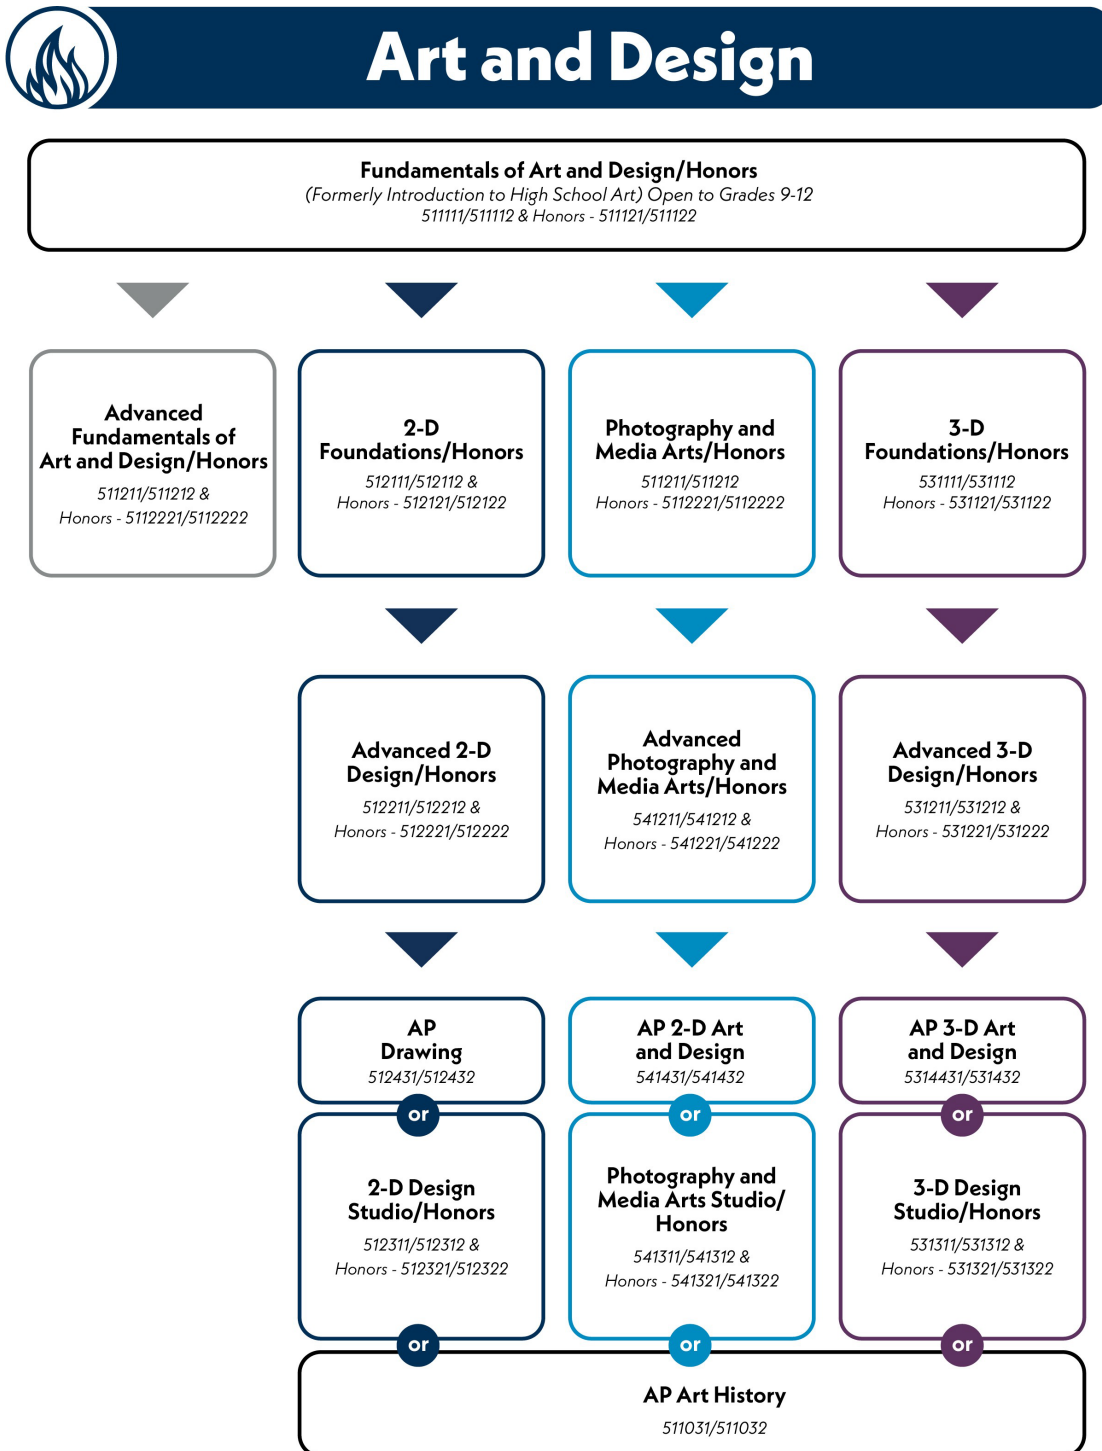 Art and Design
Fundamentals of Art and Design/Honors
(Formerly Introduction to High School Art) Open to Grades 9-12
511111/511112 & Honors - 511121/511122
Advanced
Fundamentals of
Art and Design/Honors
511211/511212 &
Honors - 5112221/5112222
2-D
Foundations/Honors
512111/512112 &
Honors - 512121/512122
Photography and
Media Arts/Honors
511211/511212
Honors - 5112221/5112222
3-D
Foundations/Honors
531111/531112
Honors - 531121/531122
Advanced 2-D
Design/Honors
512211/512212 &
Honors - 512221/512222
Advanced
Photography and
Media Arts/Honors
541211/541212 &
Honors - 541221/541222
Advanced 3-D
Design/Honors
531211/531212 &
Honors - 531221/531222
AP
Drawing
512431/512432
AP 2-D Art
and Design
541431/541432
AP 3-D Art
and Design
5314431/531432
or
or
or
2-D Design
Studio/Honors
512311/512312 &
Honors - 512321/512322
Photography and
Media Arts Studio/
Honors
541311/541312 &
Honors - 541321/541322
3-D Design
Studio/Honors
531311/531312 &
Honors - 531321/531322
or
or
or
AP Art History
511031/511032